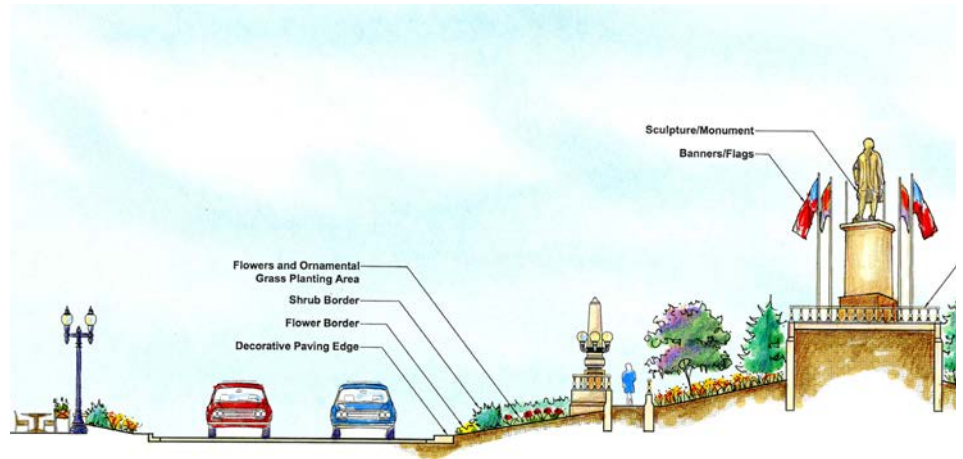 Sculpture/Monument
Banners/Flags
Flowers and Ornamental
Grass Planting Area
Shrub Border
Flower Border
Decorative Paving Edge